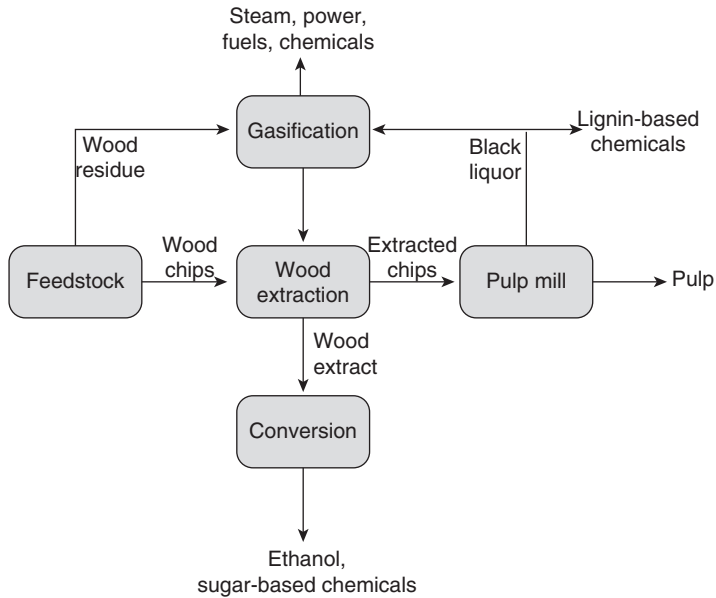 Steam, power,
fuels, chemicals
Gasification
Lignin-based
chemicals
Wood
residue
Black
liquor
Feedstock
Wood
chips
Wood
extraction
Extracted
chips
Pulp mill
Pulp
Wood
extract
Conversion
Ethanol,
sugar-based chemicals